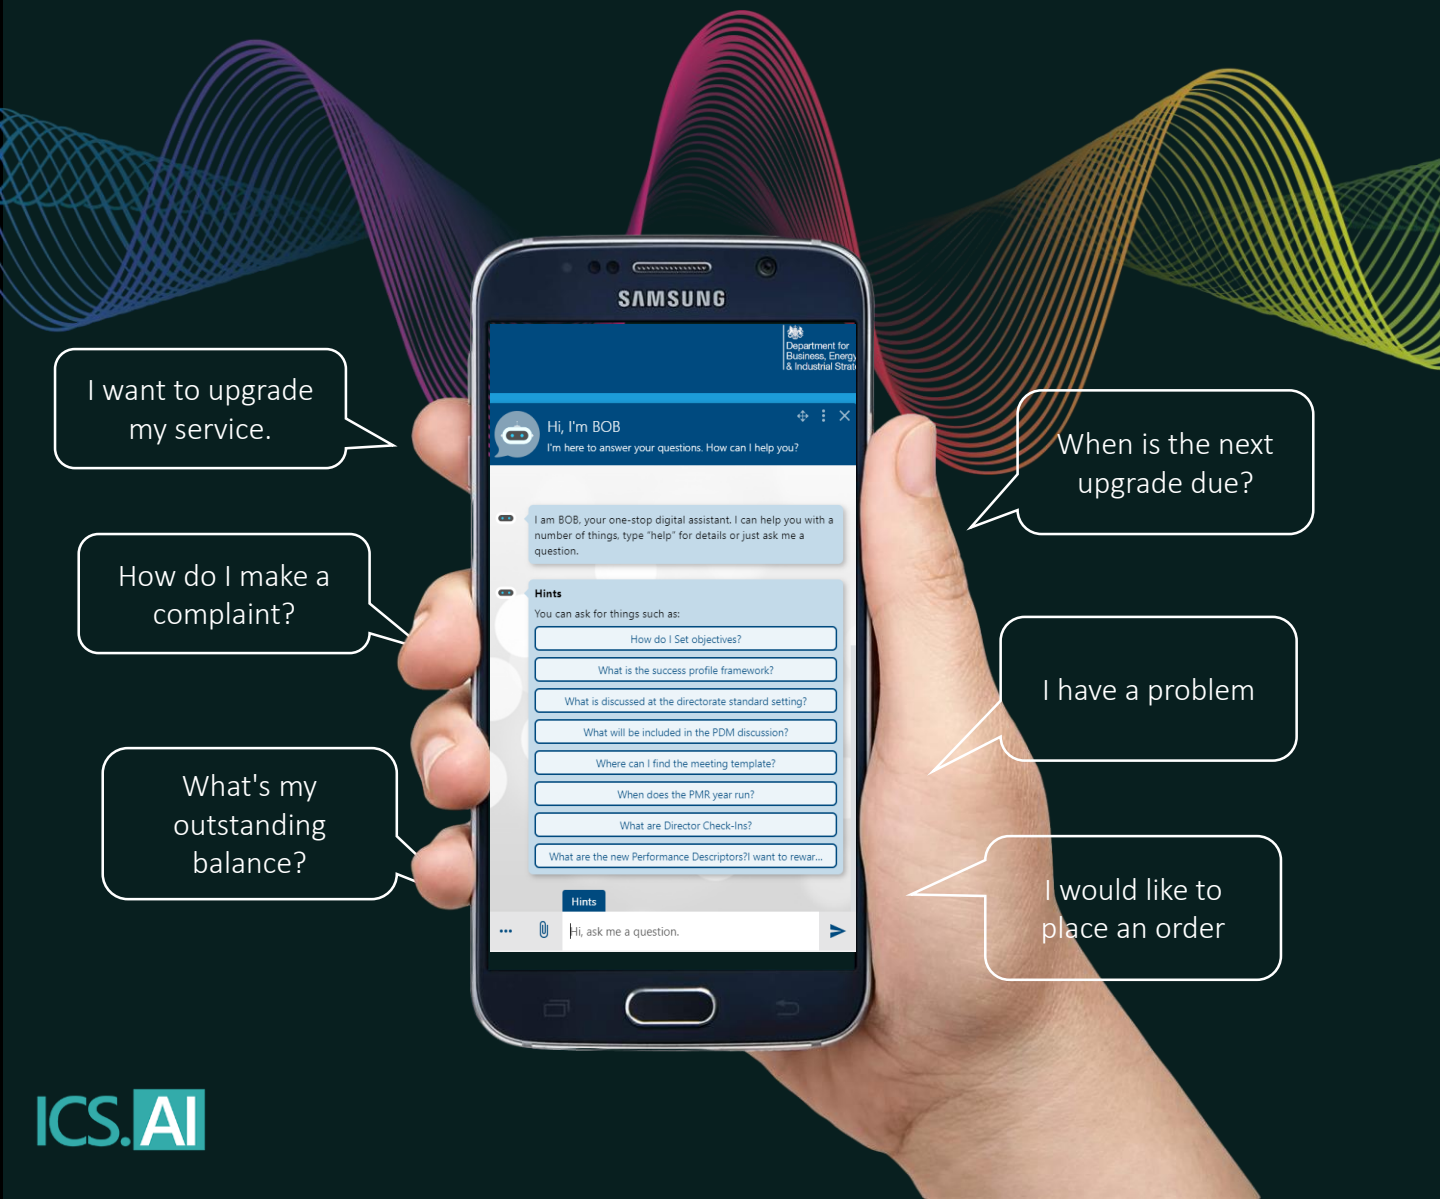 SAMSUNG
Department for
Business, Energy
& Industrial Strate
Hi, I'm BOB
I'm here to answer your questions. How can I help you?
I am BOB, your one-stop digital assistant. I can help you with a
number of things, type "help" for details or just ask me a
question.
Hints
You can ask for things such as:
How do I Set objectives?
What is the success profile framework?
What is discussed at the directorate standard setting?
What will be included in the PDM discussion?
Where can I find the meeting template?
When does the PMR year run?
What are Director Check-Ins?
What are the new Performance Descriptors?I want to rewar...
Hints
Hi, ask me a question.
I want to upgrade
my service.
How do I make a
complaint?
What's my
outstanding
balance?
When is the next
upgrade due?
I have a problem
I would like to
place an order
ICS.AI